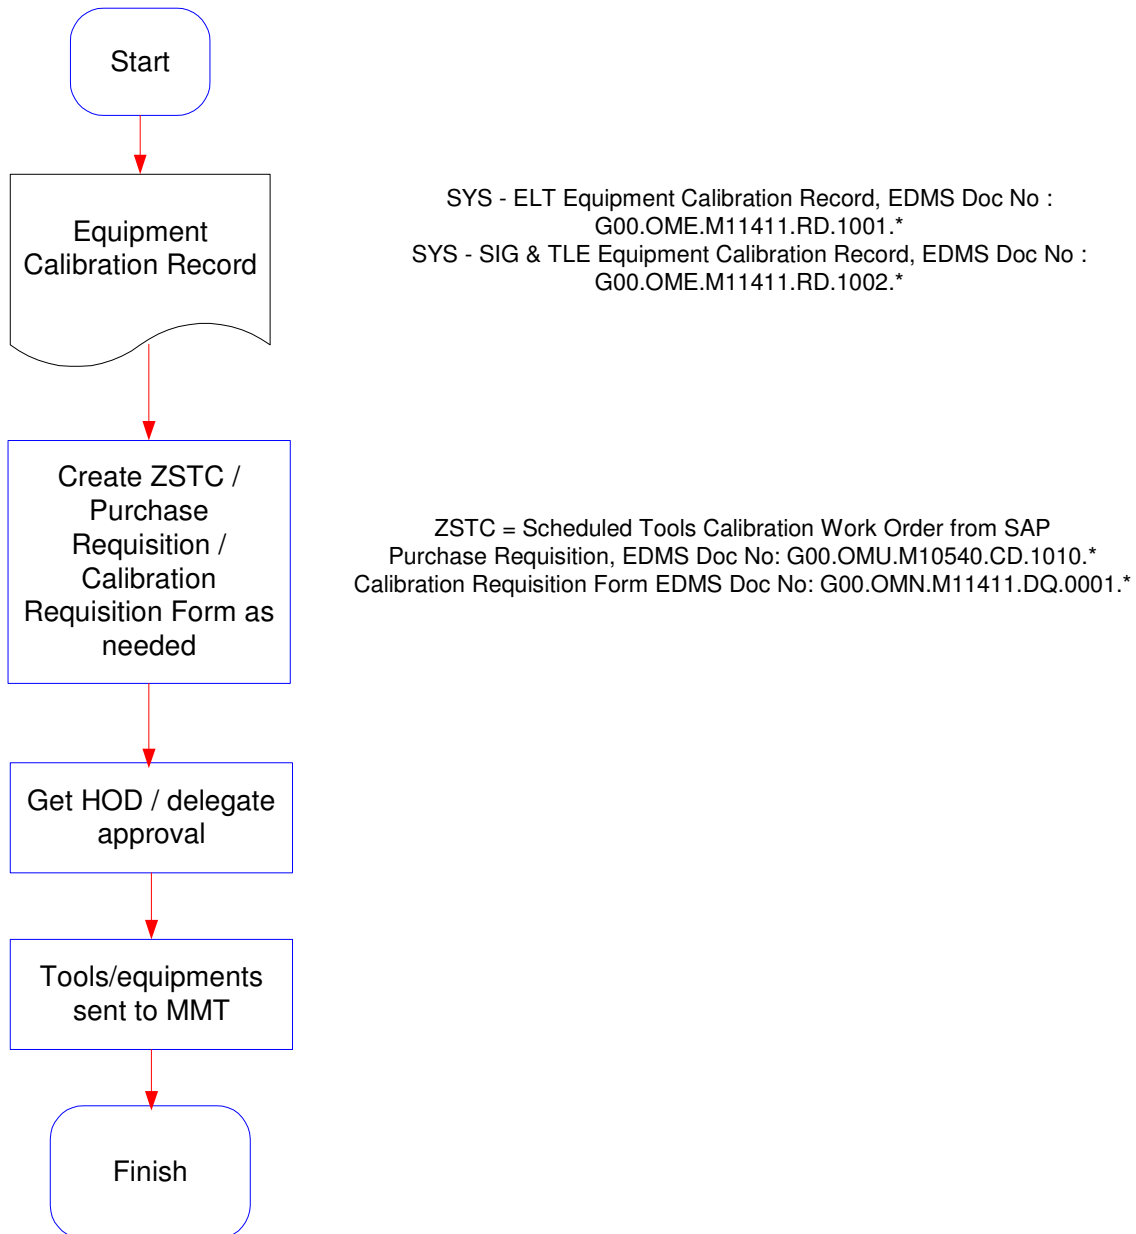 Start
Equipment
Calibration Record
SYS - ELT Equipment Calibration Record, EDMS Doc No :
G00.OME.M11411.RD.1001.*
SYS - SIG & TLE Equipment Calibration Record, EDMS Doc No :
G00.OME.M11411.RD.1002.*
Create ZSTC /
Purchase
Requisition /
Calibration
Requisition Form as
needed
ZSTC = Scheduled Tools Calibration Work Order from SAP
Purchase Requisition, EDMS Doc No: G00.OMU.M10540.CD.1010.*
Calibration Requisition Form EDMS Doc No: G00.OMN.M11411.DQ.0001.*
Get HOD / delegate
approval
Tools/equipments
sent to MMT
Finish